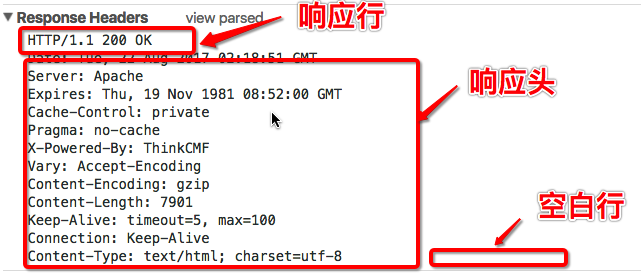 ▼ Response Headers view parsed
响应行
HTTP/1.1 200 OK
Date: Tue, 22 Aug 2017 02:18:51 GMT
Server: Apache
响应头
Expires: Thu, 19 Nov 1981 08:52:00 GMT
Cache-Control: private
Pragma: no-cache
X-Powered-By: ThinkCMF
Vary: Accept-Encoding
Content-Encoding: gzip
Content-Length: 7901
空白行
Keep-Alive: timeout=5, max=100
Connection: Keep-Alive
Content-Type: text/html; charset=utf-8